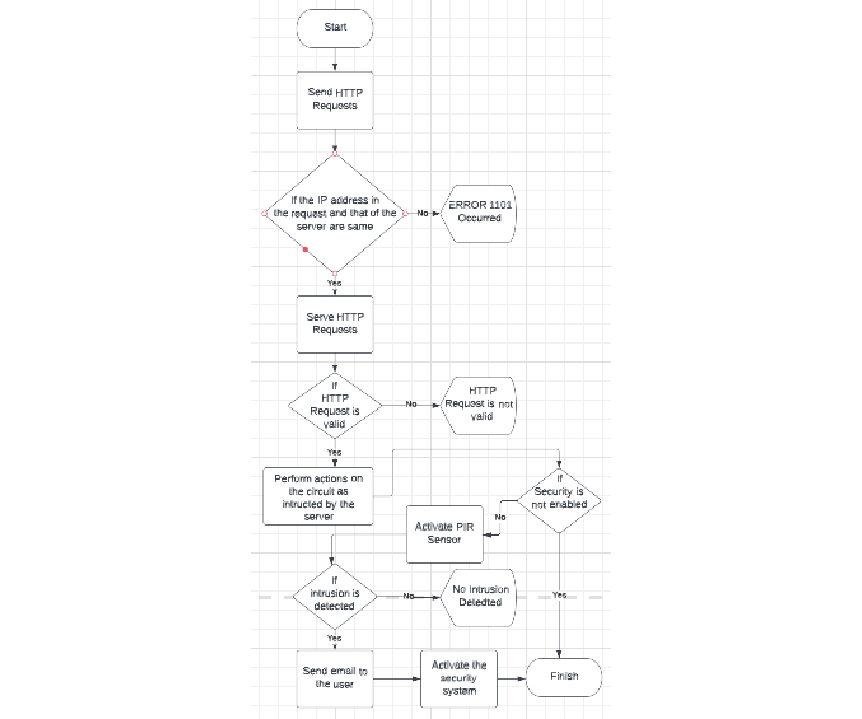 Start
Send HTTP
Requests
If the IP address in
the request and that of the
server are same
No
ERROR 1101
Occurred
Yes
Serve HTTP
Requests
If
HTTP
Request is
valid
No
HTTP
Request is not
valid
Yes
Perform actions on
the circuit as
intructed by the
server
If
Security is
not enabled
No
Activate PIR
Sensor
If
intrusion is
detected
No
No Intrusion
Detected
Yes
Yes
Send email to
the user
Activate the
security
system
Finish